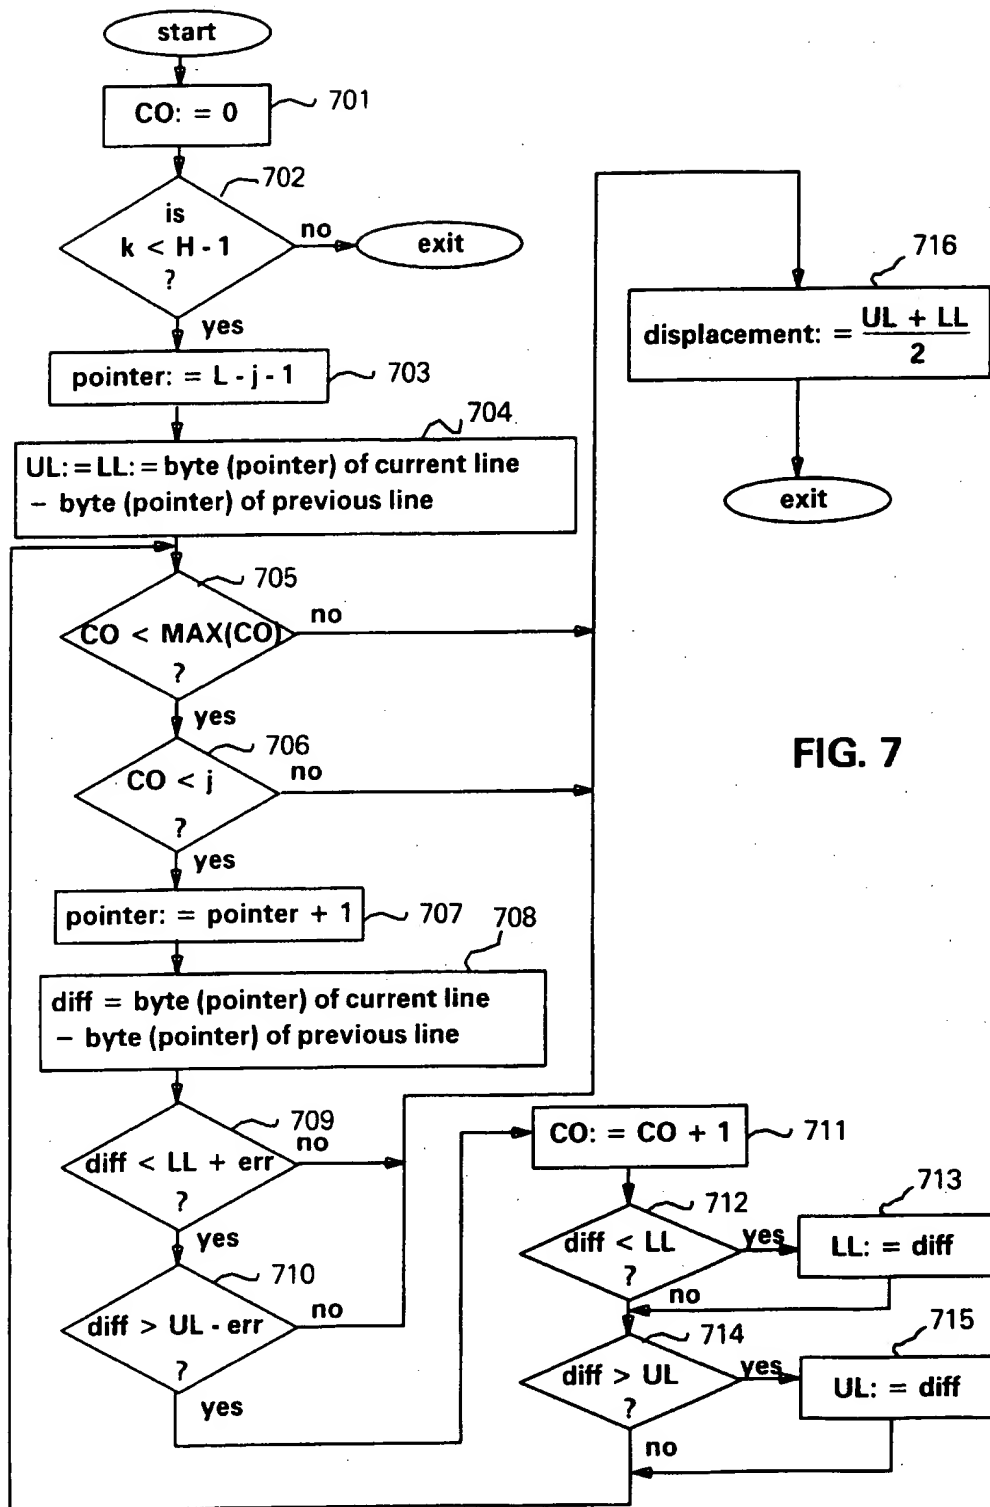 start
CO: = 0
701
702
is
k < H - 1
?
no
exit
yes
pointer: = L - j - 1
703
704
UL: = LL: = byte (pointer) of current line
– byte (pointer) of previous line
705
CO < MAX(CO)
?
no
yes
706
CO < j
?
no
yes
pointer: = pointer + 1
707
708
diff = byte (pointer) of current line
– byte (pointer) of previous line
709
diff < LL + err
?
no
yes
710
diff > UL - err
?
no
yes
CO: = CO + 1
711
712
diff < LL
?
yes
no
713
LL: = diff
714
diff > UL
?
yes
no
715
UL: = diff
716
displacement: = UL + LL
2
exit
FIG. 7